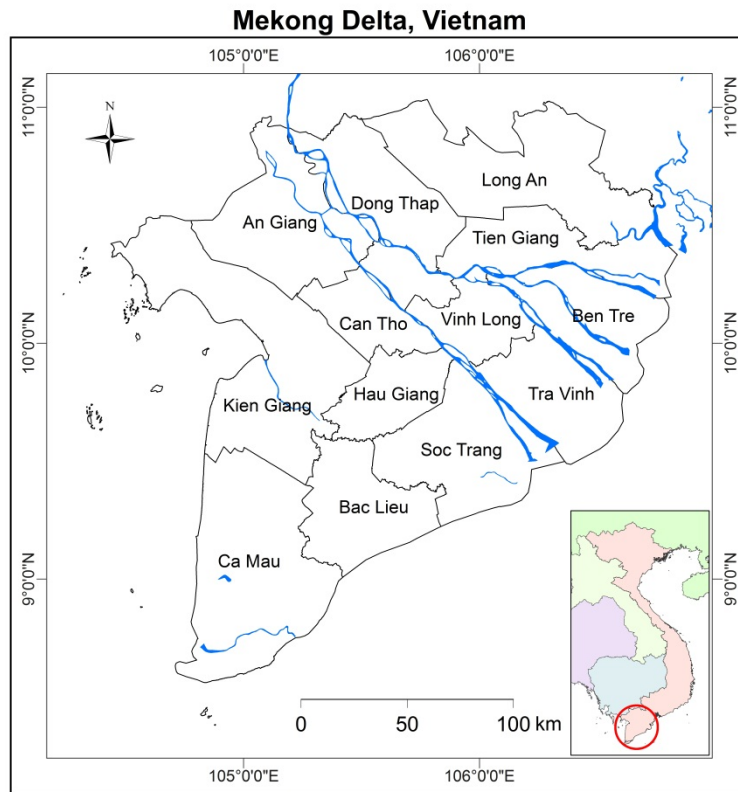 Mekong Delta, Vietnam
105°0'0"E 106°0'0"E
11°0'0"N 11°0'0"N
N
Long An
Dong Thap
An Giang
Tien Giang
Can Tho
Vinh Long
Ben Tre
10°0'0"N 10°0'0"N
Hau Giang
Tra Vinh
Kien Giang
Soc Trang
Bac Lieu
Ca Mau
9°0'0"N 9°0'0"N
0 50 100 km
105°0'0"E 106°0'0"E